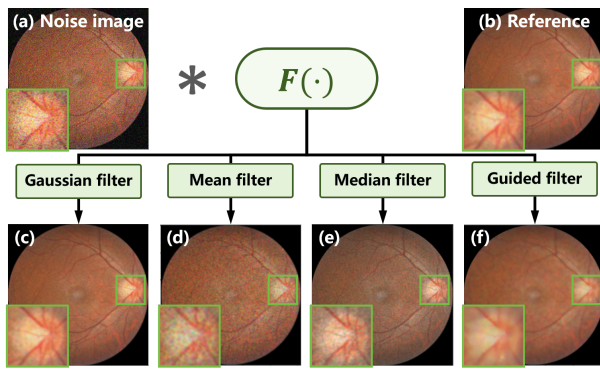 (a) Noise image
(b) Reference
*
F(·)
Gaussian filter
Mean filter
Median filter
Guided filter
(c)
(d)
(e)
(f)